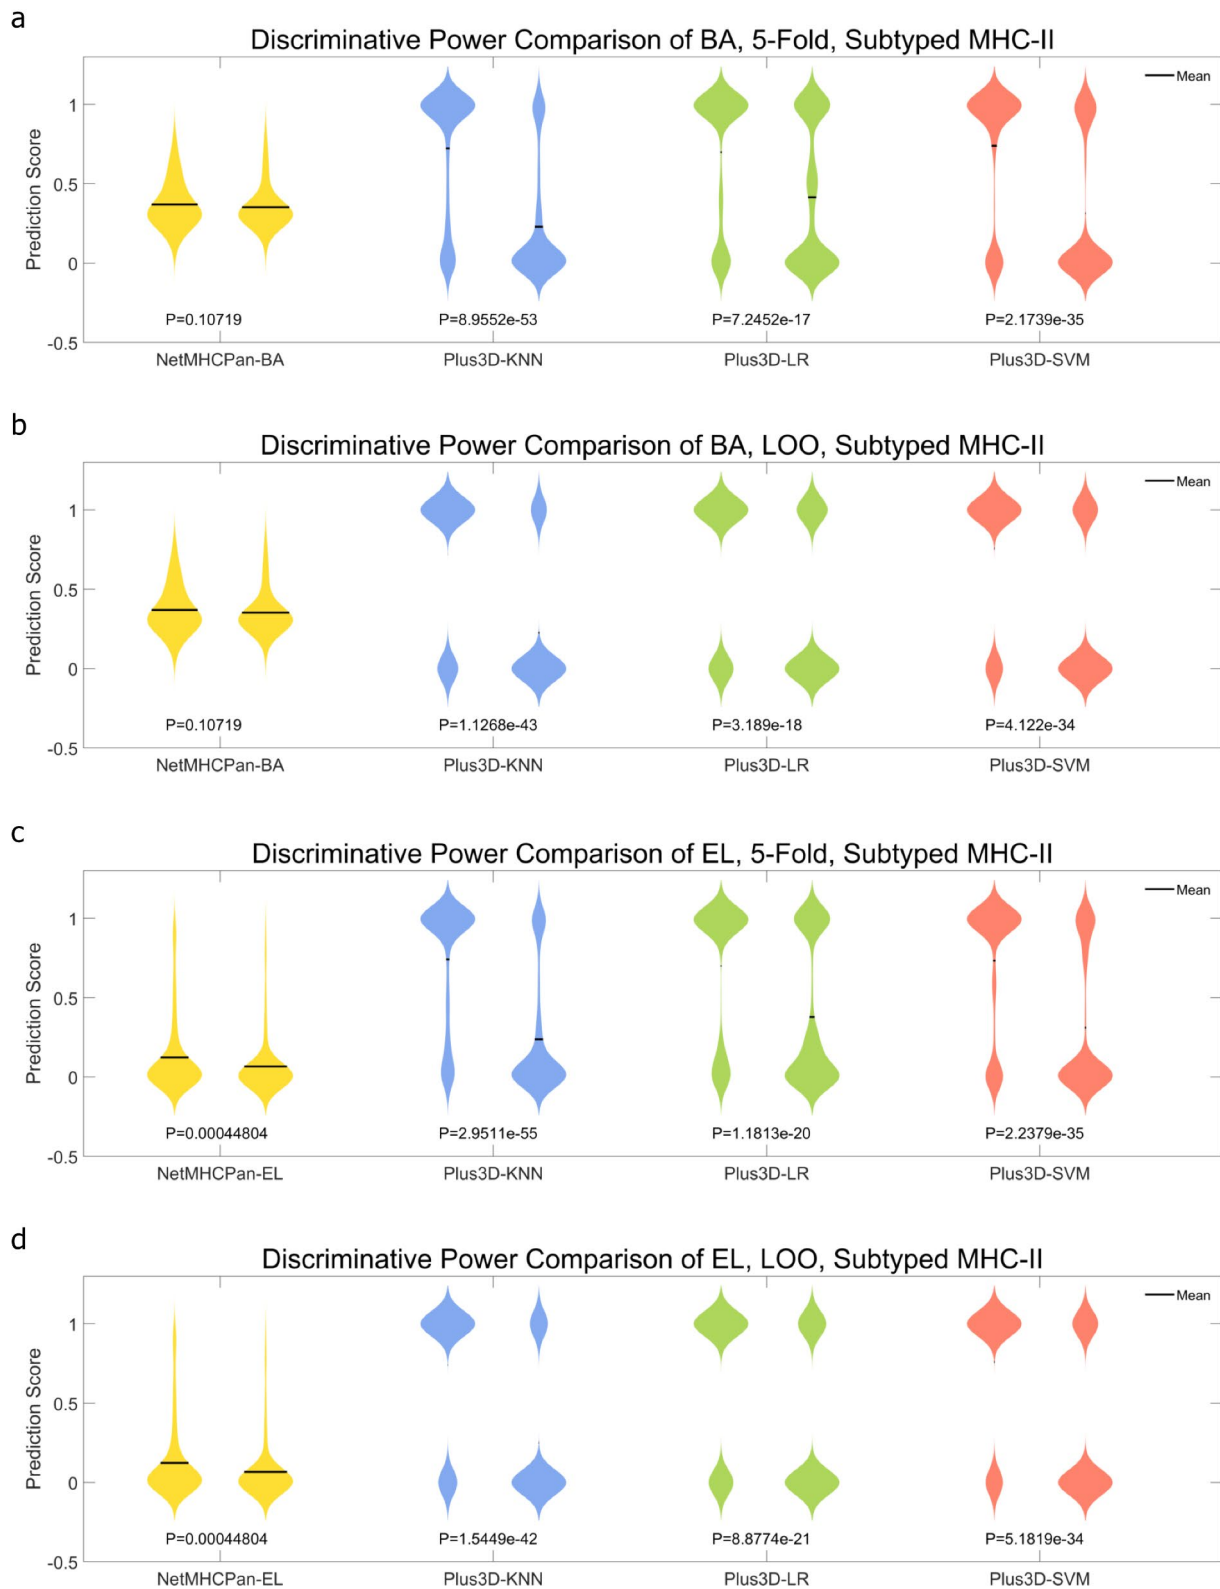 a
Discriminative Power Comparison of BA, 5-Fold, Subtyped MHC-II
Mean
1
0.5
0
-0.5
Prediction Score
P=0.10719 P=8.9552e-53 P=7.2452e-17 P=2.1739e-35
NetMHCPan-BA Plus3D-KNN Plus3D-LR Plus3D-SVM
b
Discriminative Power Comparison of BA, LOO, Subtyped MHC-II
Mean
1
0.5
0
-0.5
Prediction Score
P=0.10719 P=1.1268e-43 P=3.189e-18 P=4.122e-34
NetMHCPan-BA Plus3D-KNN Plus3D-LR Plus3D-SVM
c
Discriminative Power Comparison of EL, 5-Fold, Subtyped MHC-II
Mean
1
0.5
0
-0.5
Prediction Score
P=0.00044804 P=2.9511e-55 P=1.1813e-20 P=2.2379e-35
NetMHCPan-EL Plus3D-KNN Plus3D-LR Plus3D-SVM
d
Discriminative Power Comparison of EL, LOO, Subtyped MHC-II
Mean
1
0.5
0
-0.5
Prediction Score
P=0.00044804 P=1.5449e-42 P=8.8774e-21 P=5.1819e-34
NetMHCPan-EL Plus3D-KNN Plus3D-LR Plus3D-SVM